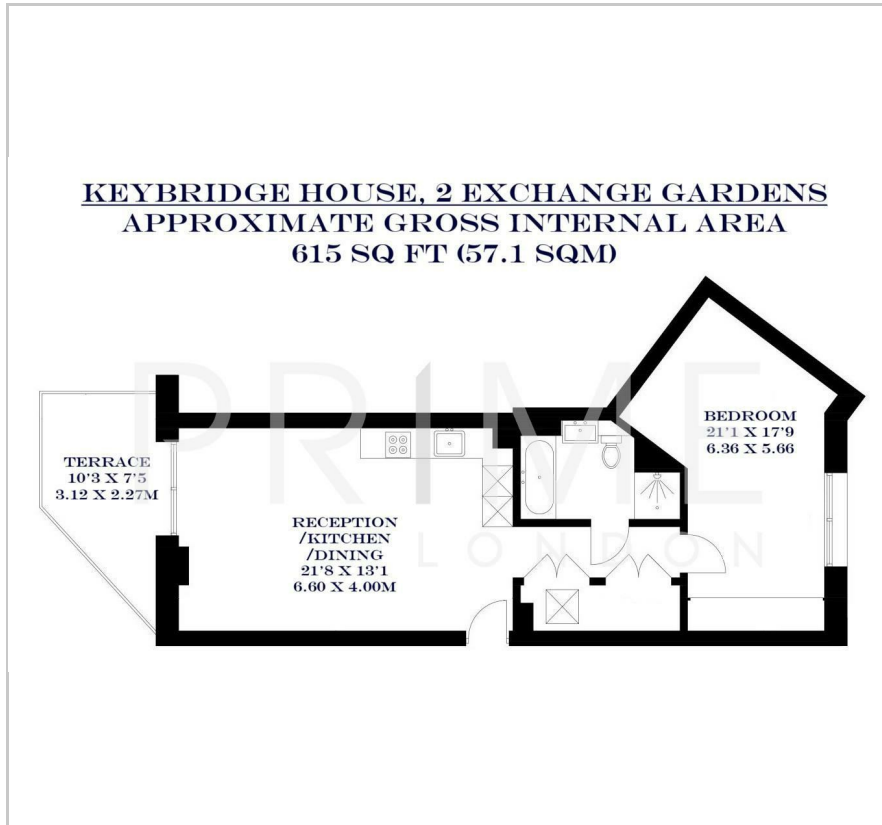 KEYBRIDGE HOUSE, 2 EXCHANGE GARDENS
APPROXIMATE GROSS INTERNAL AREA
615 SQ FT (57.1 SQM)
PRIME
LONDON
TERRACE
10'3 X 7'5
3.12 X 2.27M
RECEPTION
/KITCHEN
/DINING
21'8 X 13'1
6.60 X 4.00M
BEDROOM
21'1 X 17'9
6.36 X 5.66